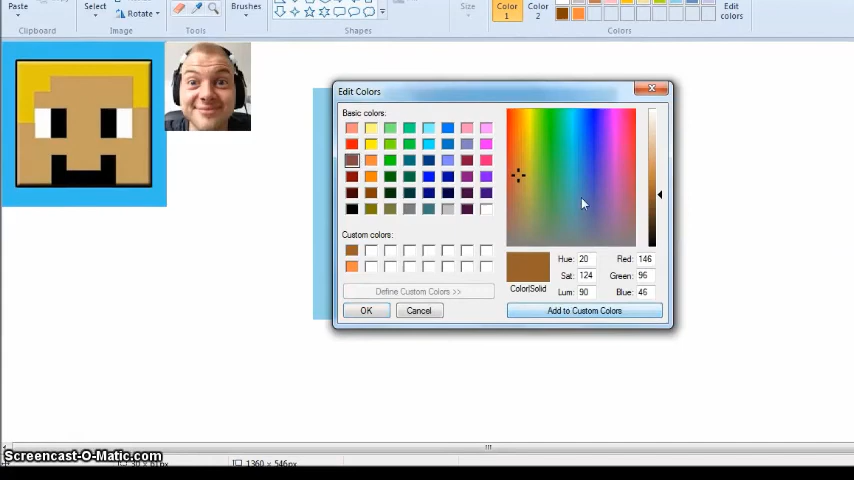 Paste
Select
Rotate
Brushes
Size
Color 1
Color 2
Edit colors
Clipboard
Image
Shapes
Colors
Edit Colors
Basic colors:
Custom colors:
Define Custom Colors >>
OK
Cancel
Color|Solid
Hue: 20
Sat: 124
Lum: 90
Red: 146
Green: 96
Blue: 46
Add to Custom Colors
Screencast-O-Matic.com
1360 × 546px